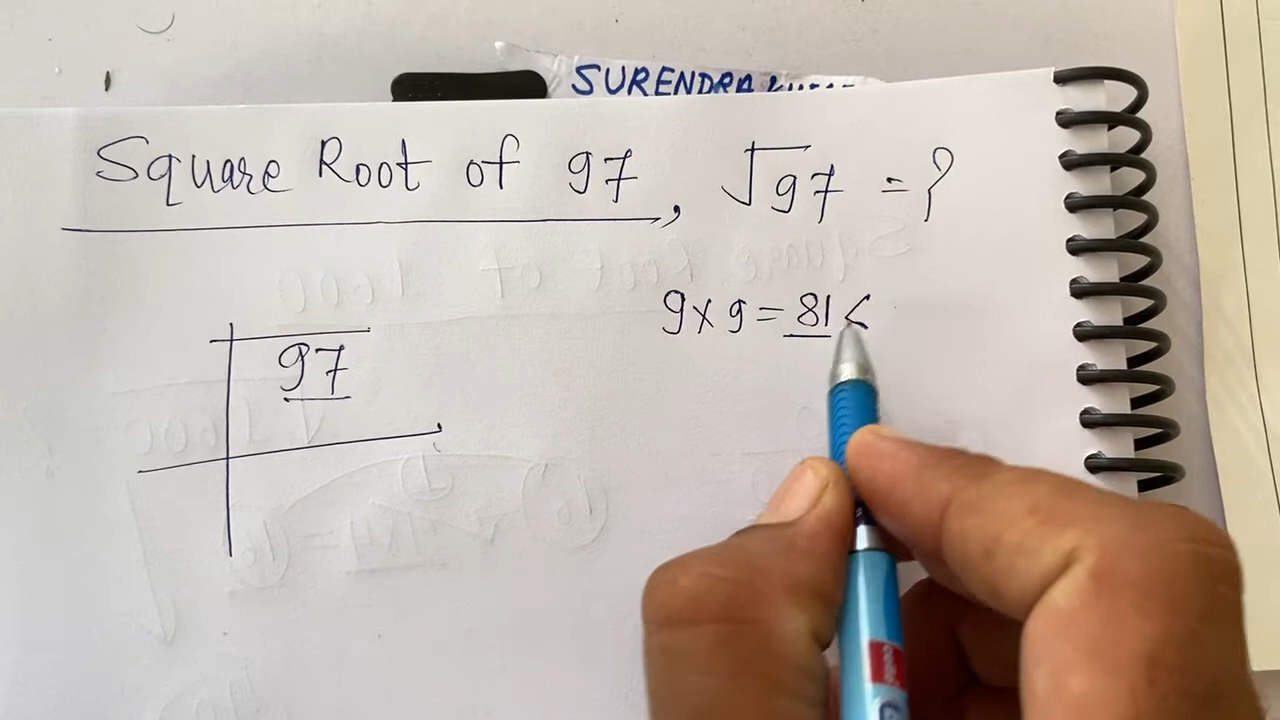 SURENDRA
Square Root of 97, √97 = ?
9 x 9 = 81 <
97